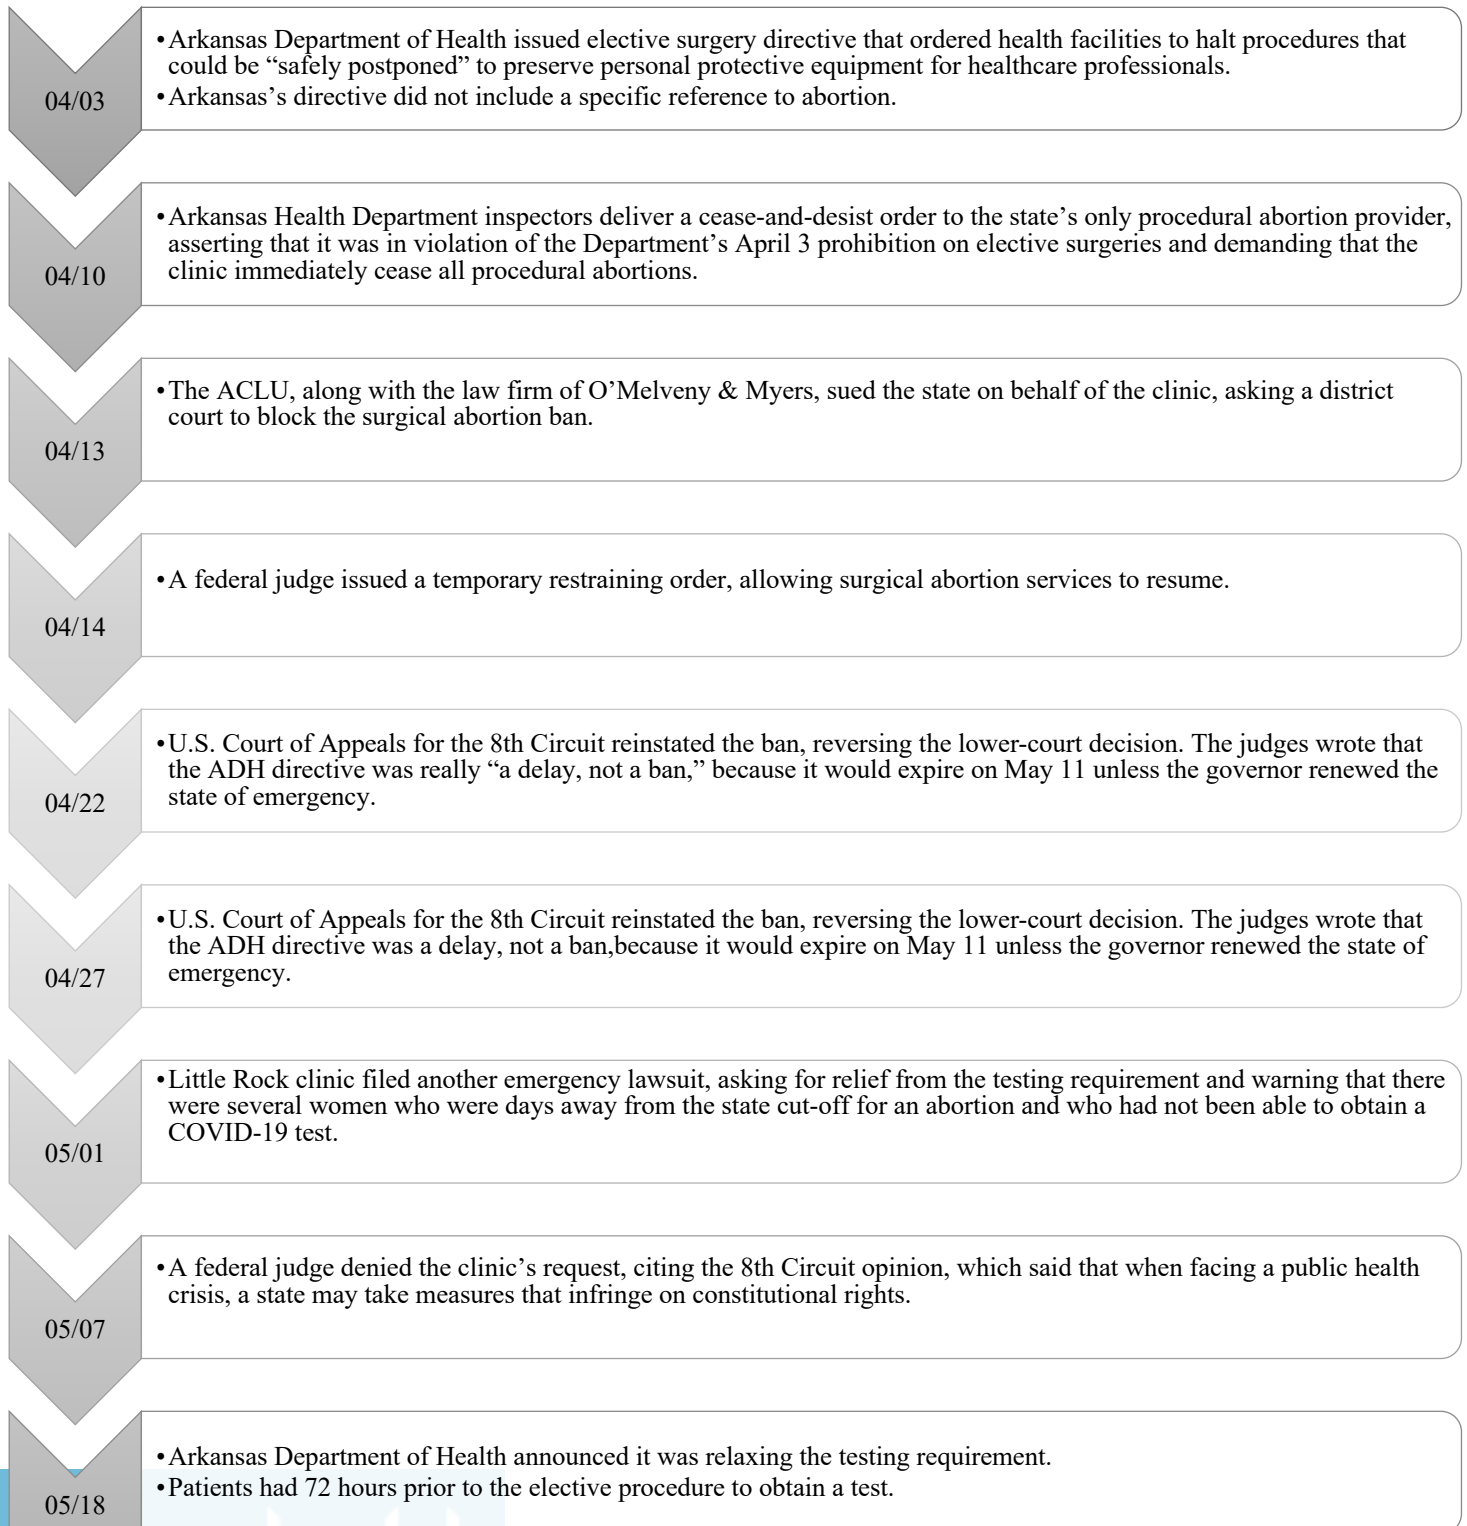 04/03
•Arkansas Department of Health issued elective surgery directive that ordered health facilities to halt procedures that
could be “safely postponed” to preserve personal protective equipment for healthcare professionals.
•Arkansas’s directive did not include a specific reference to abortion.
04/10
•Arkansas Health Department inspectors deliver a cease-and-desist order to the state’s only procedural abortion provider,
asserting that it was in violation of the Department’s April 3 prohibition on elective surgeries and demanding that the
clinic immediately cease all procedural abortions.
04/13
•The ACLU, along with the law firm of O’Melveny & Myers, sued the state on behalf of the clinic, asking a district
court to block the surgical abortion ban.
04/14
•A federal judge issued a temporary restraining order, allowing surgical abortion services to resume.
04/22
•U.S. Court of Appeals for the 8th Circuit reinstated the ban, reversing the lower-court decision. The judges wrote that
the ADH directive was really “a delay, not a ban,” because it would expire on May 11 unless the governor renewed the
state of emergency.
04/27
•U.S. Court of Appeals for the 8th Circuit reinstated the ban, reversing the lower-court decision. The judges wrote that
the ADH directive was a delay, not a ban,because it would expire on May 11 unless the governor renewed the state of
emergency.
05/01
•Little Rock clinic filed another emergency lawsuit, asking for relief from the testing requirement and warning that there
were several women who were days away from the state cut-off for an abortion and who had not been able to obtain a
COVID-19 test.
05/07
•A federal judge denied the clinic’s request, citing the 8th Circuit opinion, which said that when facing a public health
crisis, a state may take measures that infringe on constitutional rights.
05/18
•Arkansas Department of Health announced it was relaxing the testing requirement.
•Patients had 72 hours prior to the elective procedure to obtain a test.